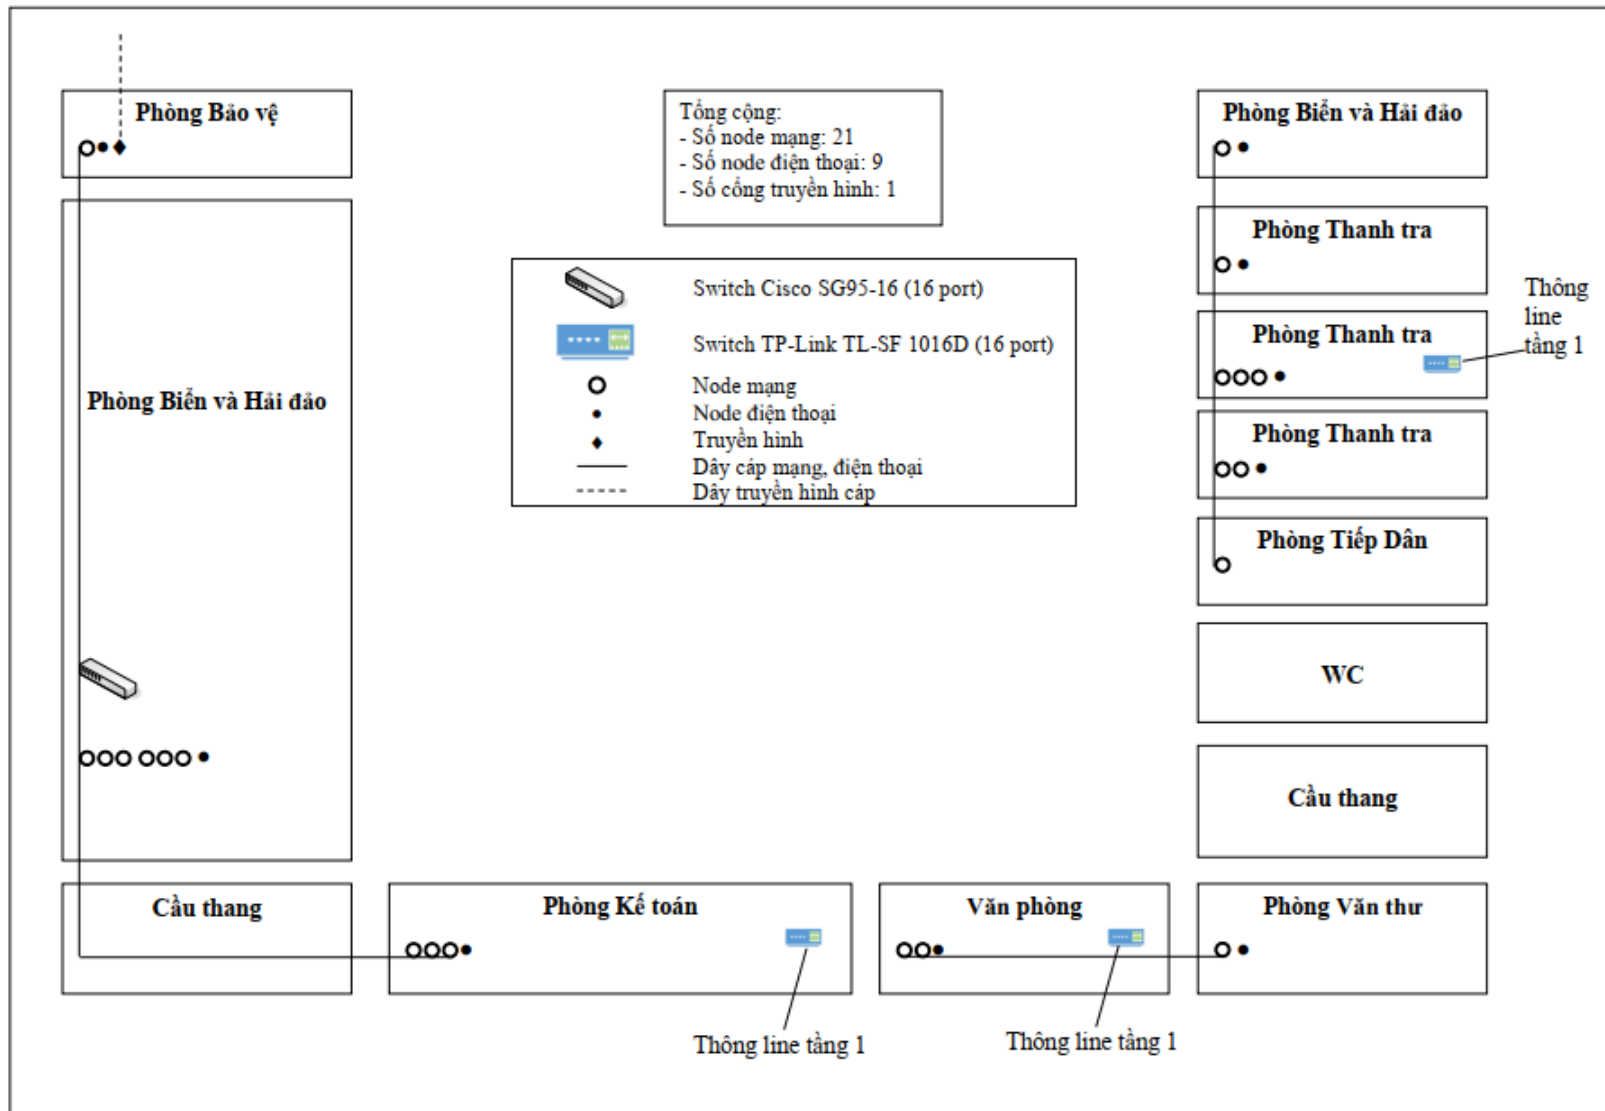 Phòng Bảo vệ
Tổng cộng:
- Số node mạng: 21
- Số node điện thoại: 9
- Số cổng truyền hình: 1
Phòng Biển và Hải đảo
Phòng Thanh tra
Switch Cisco SG95-16 (16 port)
Switch TP-Link TL-SF 1016D (16 port)
Node mạng
Node điện thoại
Truyền hình
Dây cáp mạng, điện thoại
Dây truyền hình cáp
Phòng Thanh tra
Thông
line
tầng 1
Phòng Biển và Hải đảo
Phòng Thanh tra
Phòng Tiếp Dân
WC
Cầu thang
Cầu thang
Phòng Kế toán
Văn phòng
Phòng Văn thư
Thông line tầng 1
Thông line tầng 1